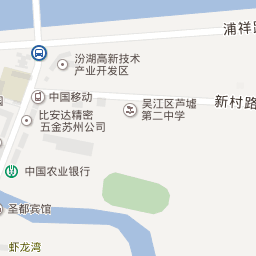 浦祥路
汾湖高新技术
产业开发区
中国移动
吴江区芦墟
第二中学
新村路
比安达精密
五金苏州公司
中国农业银行
圣都宾馆
虾龙湾